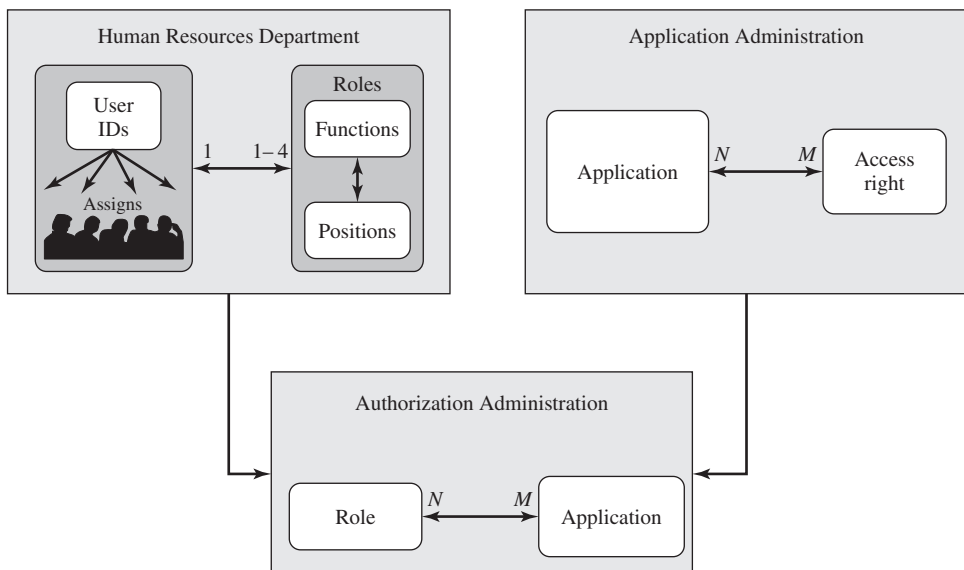 Human Resources Department
User
IDs
Assigns
1
1–4
Roles
Functions
Positions
Application Administration
Application
N
M
Access
right
Authorization Administration
Role
N
M
Application